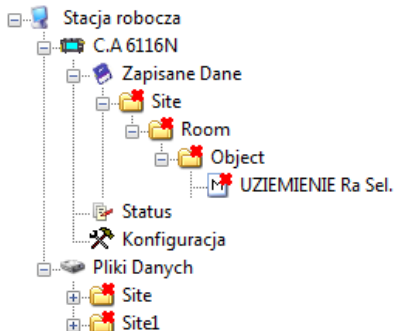 Stacja robocza
C.A 6116N
Zapisane Dane
Site
Room
Object
UZIEMIENIE Ra Sel.
Status
Konfiguracja
Pliki Danych
Site
Site1